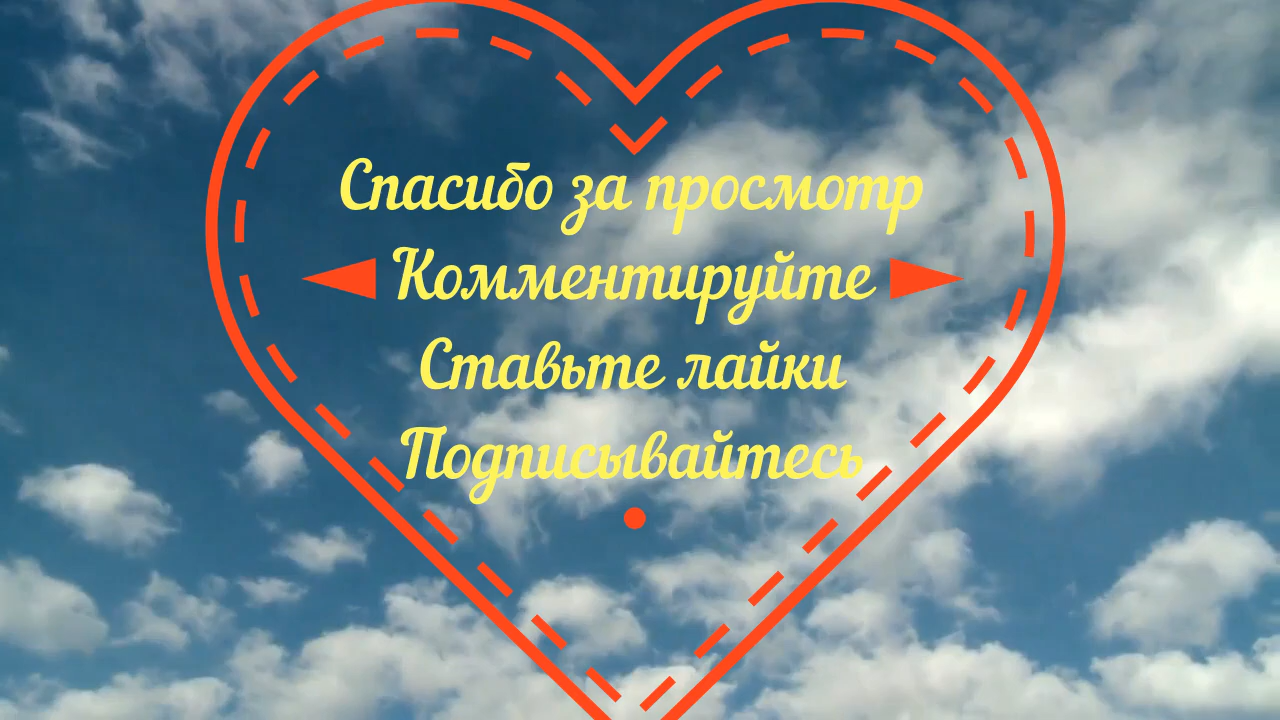 Спасибо за просмотр
Комментируйте
Ставьте лайки
Подписывайтесь